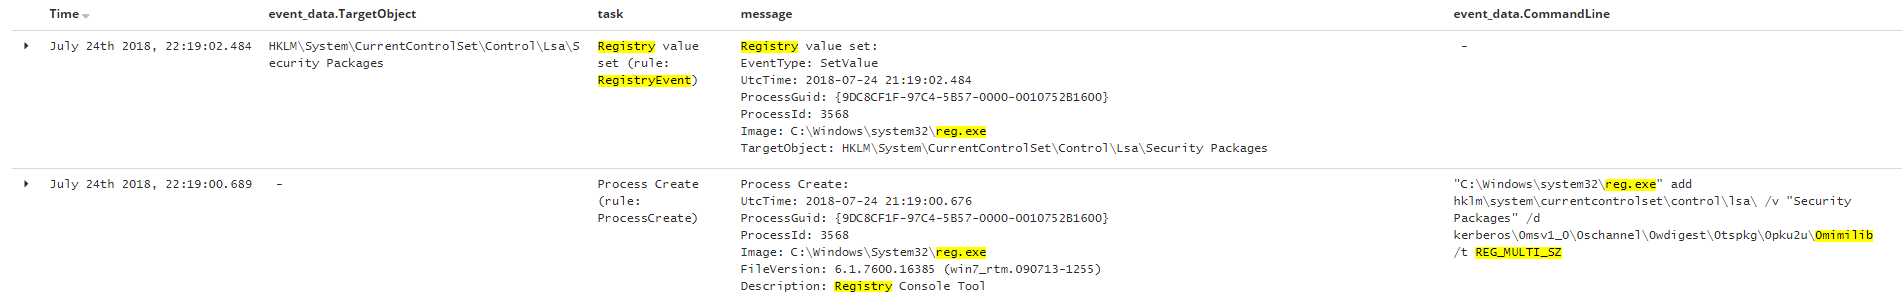 Time event_data.TargetObject task message event_data.CommandLine
July 24th 2018, 22:19:02.484
HKLM\System\CurrentControlSet\Control\Lsa\S
ecurity Packages
Registry value
set (rule:
RegistryEvent)
Registry value set:
EventType: SetValue
UtcTime: 2018-07-24 21:19:02.484
ProcessGuid: {9DC8CF1F-97C4-5B57-0000-0010752B1600}
ProcessId: 3568
Image: C:\Windows\system32\reg.exe
TargetObject: HKLM\System\CurrentControlSet\Control\Lsa\Security Packages
-
July 24th 2018, 22:19:00.689
-
Process Create
(rule:
ProcessCreate)
Process Create:
UtcTime: 2018-07-24 21:19:00.676
ProcessGuid: {9DC8CF1F-97C4-5B57-0000-0010752B1600}
ProcessId: 3568
Image: C:\Windows\System32\reg.exe
FileVersion: 6.1.7600.16385 (win7_rtm.090713-1255)
Description: Registry Console Tool
"C:\Windows\system32\reg.exe" add
hklm\system\currentcontrolset\control\lsa\ /v "Security
Packages" /d
kerberos\0msv1_0\0schannel\0wdigest\0tspkg\0pku2u\0mimilib
/t REG_MULTI_SZ